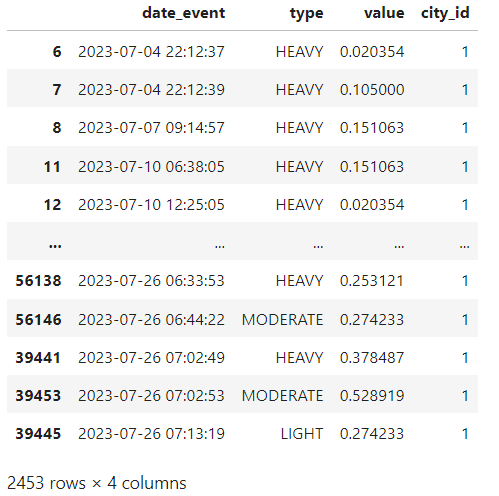 date_event type value city_id
6 2023-07-04 22:12:37 HEAVY 0.020354 1
7 2023-07-04 22:12:39 HEAVY 0.105000 1
8 2023-07-07 09:14:57 HEAVY 0.151063 1
11 2023-07-10 06:38:05 HEAVY 0.151063 1
12 2023-07-10 12:25:05 HEAVY 0.020354 1
... ... ... ... ...
56138 2023-07-26 06:33:53 HEAVY 0.253121 1
56146 2023-07-26 06:44:22 MODERATE 0.274233 1
39441 2023-07-26 07:02:49 HEAVY 0.378487 1
39453 2023-07-26 07:02:53 MODERATE 0.528919 1
39445 2023-07-26 07:13:19 LIGHT 0.274233 1
2453 rows × 4 columns